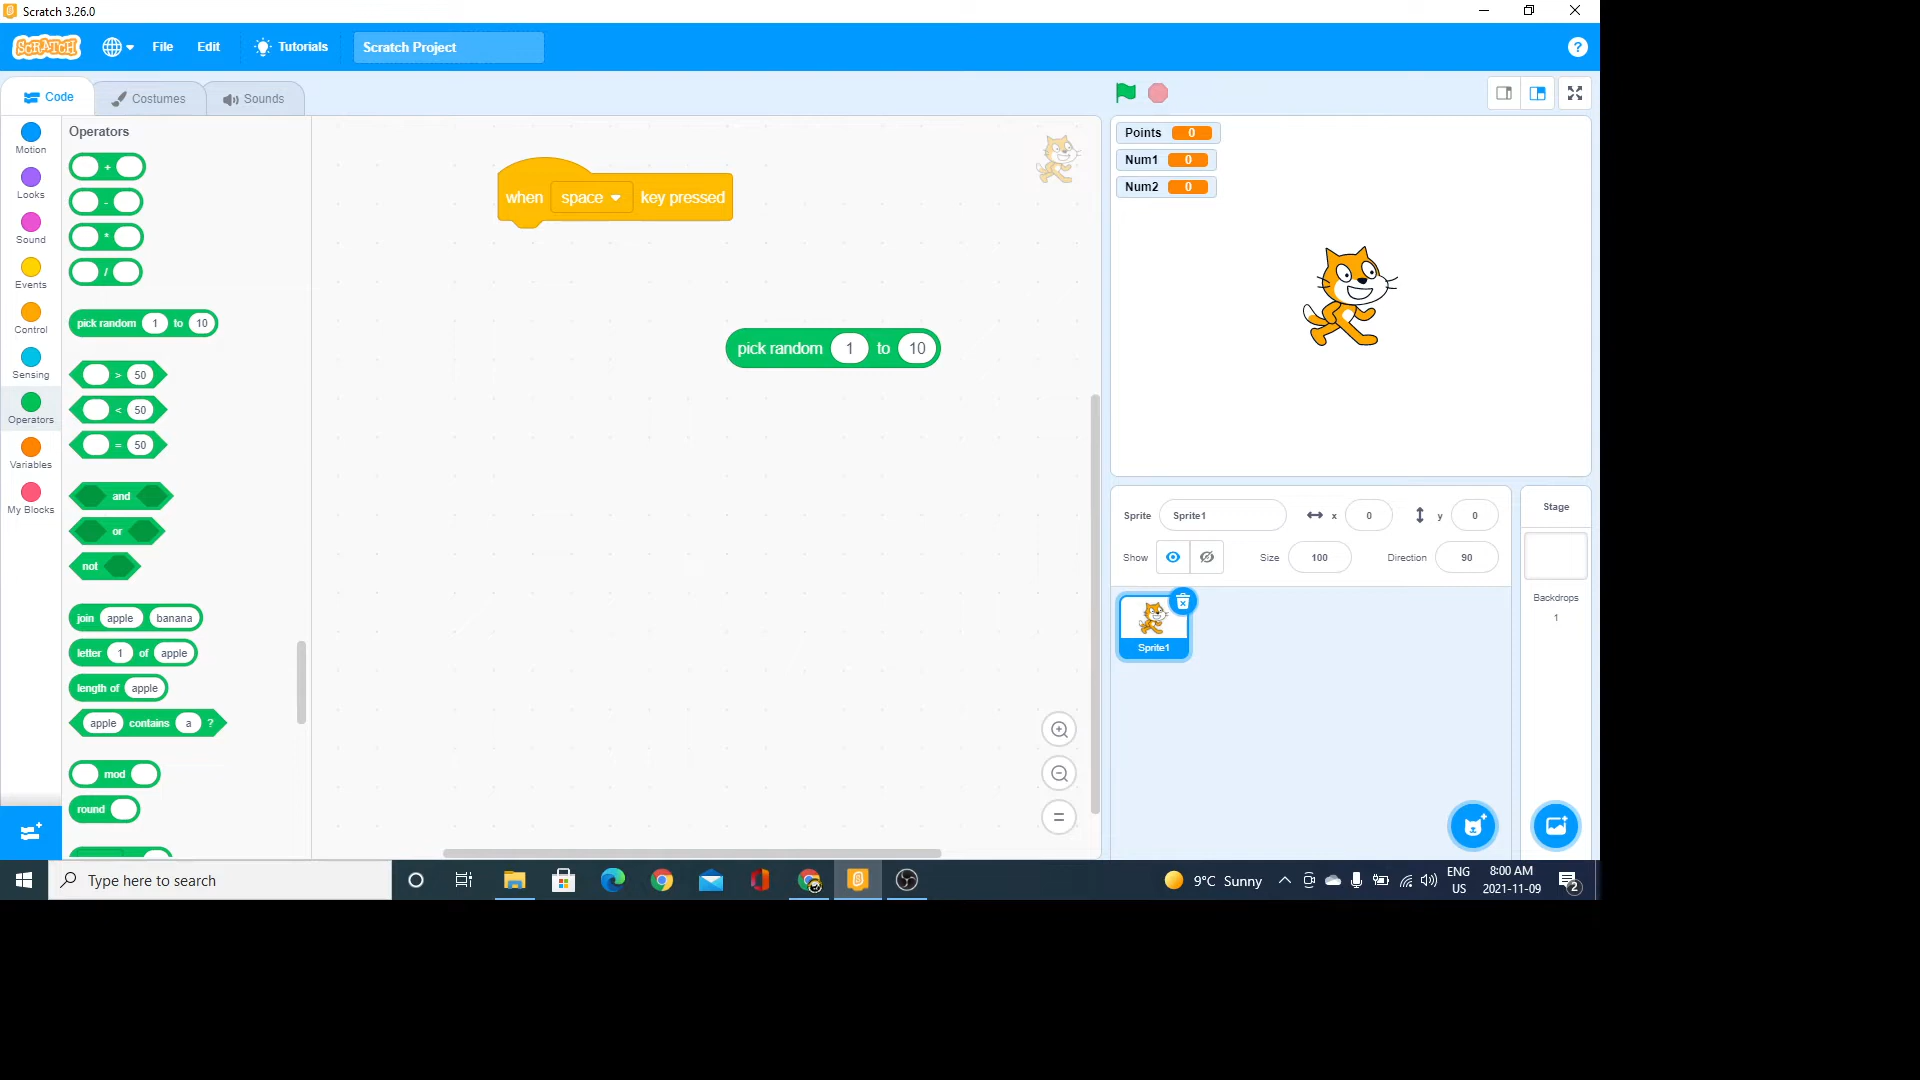 Scratch 3.26.0
SCRATCH File Edit Tutorials Scratch Project ?
Code Costumes Sounds
Motion
Looks
Sound
Events
Control
Sensing
Operators
Variables
My Blocks
Operators
+
-
*
/
pick random 1 to 10
> 50
< 50
= 50
and
or
not
join apple banana
letter 1 of apple
length of apple
apple contains a ?
mod
round
when space key pressed
pick random 1 to 10
Points 0
Num1 0
Num2 0
Sprite Sprite1 x 0 y 0
Show Size 100 Direction 90
Sprite1
Stage
Backdrops
1
Type here to search
9°C Sunny
ENG
US
8:00 AM
2021-11-09
2